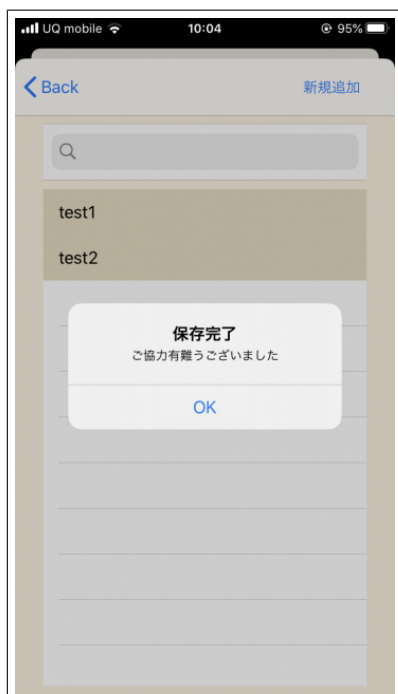 UQ mobile 10:04 95%
Back 新規追加
test1
test2
保存完了
ご協力有難うございました
OK